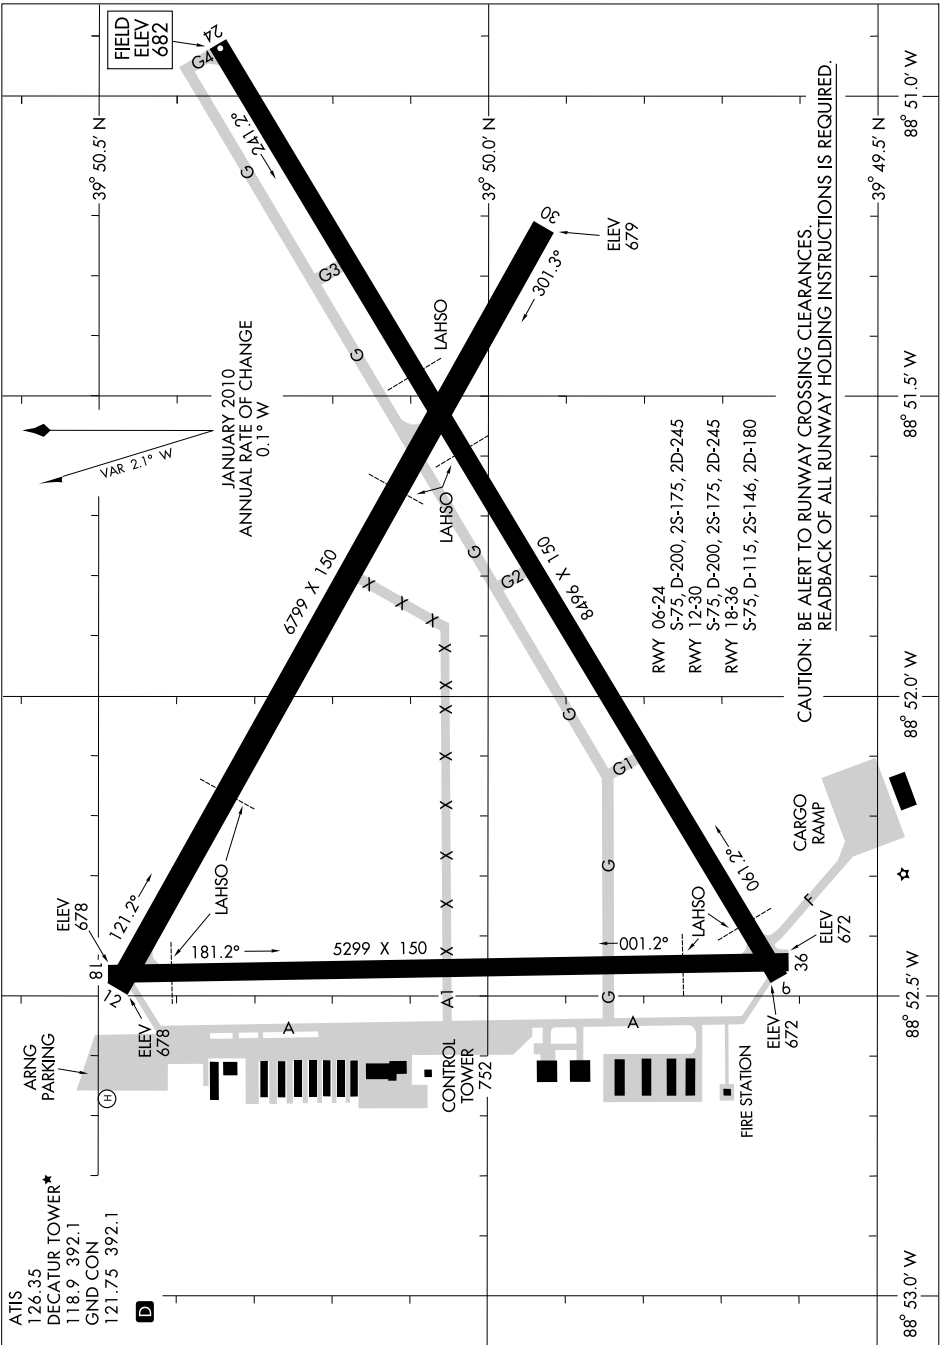 ATIS
126.35
DECATUR TOWER★
118.9 392.1
GND CON
121.75 392.1
D
ARNG
PARKING
H
ELEV
678
ELEV
678
12
18
121.2°
181.2°
LAHSO
5299 X 150
001.2°
LAHSO
A
A1
A
CONTROL
TOWER
752
FIRE STATION
ELEV
672
6
36
ELEV
672
061.2°
F
CARGO
RAMP
G
G
G1
G
G2
G
G
G3
G
G4
X
X
X
X
X
X
X
X
X
X
X
6799 X 150
8496 X 150
LAHSO
LAHSO
VAR 2.1° W
JANUARY 2010
ANNUAL RATE OF CHANGE
0.1° W
301.3°
30
ELEV
679
241.2°
24
FIELD
ELEV
682
RWY 06-24
S-75, D-200, 2S-175, 2D-245
RWY 12-30
S-75, D-200, 2S-175, 2D-245
RWY 18-36
S-75, D-115, 2S-146, 2D-180
CAUTION: BE ALERT TO RUNWAY CROSSING CLEARANCES.
READBACK OF ALL RUNWAY HOLDING INSTRUCTIONS IS REQUIRED.
39° 50.5' N
39° 50.0' N
39° 49.5' N
88° 53.0' W
88° 52.5' W
88° 52.0' W
88° 51.5' W
88° 51.0' W